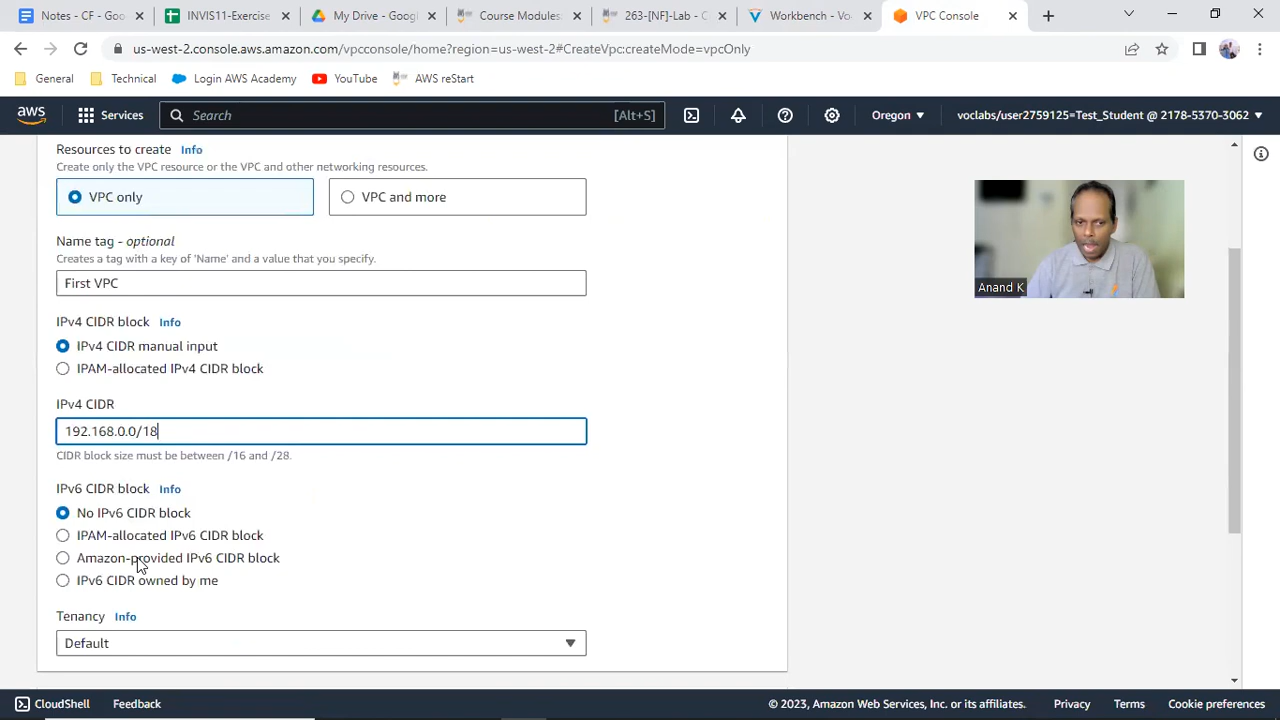 Notes - GF - Goo
INVIIS11-Exercise
My Drive - Googl
Course Modules
263-[NF]-Lab - C
Workbench - Vo
VPC Console
us-west-2.console.aws.amazon.com/vpcconsole/home?region=us-west-2#CreateVpc:createMode=vpcOnly
General
Technical
Login AWS Academy
YouTube
AWS reStart
aws
Services
Search
[Alt+S]
Oregon
voclabs/user2759125=Test_Student @ 2178-5370-3062
Resources to create Info
Create only the VPC resource or the VPC and other networking resources.
VPC only
VPC and more
Name tag - optional
Creates a tag with a key of 'Name' and a value that you specify.
First VPC
Anand K
IPv4 CIDR block Info
IPv4 CIDR manual input
IPAM-allocated IPv4 CIDR block
IPv4 CIDR
192.168.0.0/18
CIDR block size must be between /16 and /28.
IPv6 CIDR block Info
No IPv6 CIDR block
IPAM-allocated IPv6 CIDR block
Amazon-provided IPv6 CIDR block
IPv6 CIDR owned by me
Tenancy Info
Default
CloudShell
Feedback
© 2023, Amazon Web Services, Inc. or its affiliates.
Privacy
Terms
Cookie preferences